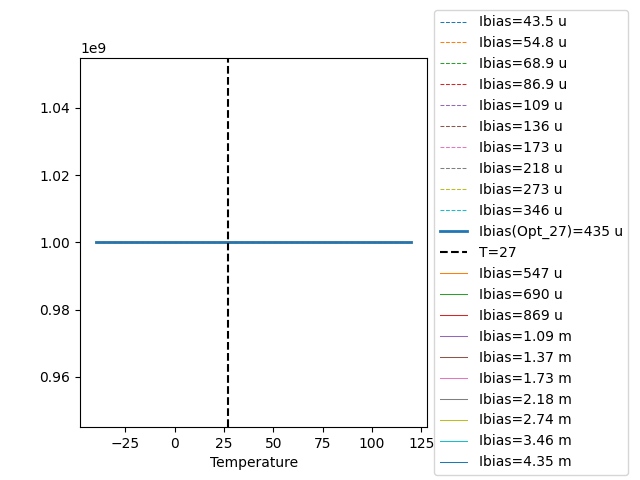 1e9
1.04
1.02
1.00
0.98
0.96
−25 0 25 50 75 100 125
Temperature
Ibias=43.5 u
Ibias=54.8 u
Ibias=68.9 u
Ibias=86.9 u
Ibias=109 u
Ibias=136 u
Ibias=173 u
Ibias=218 u
Ibias=273 u
Ibias=346 u
Ibias(Opt_27)=435 u
T=27
Ibias=547 u
Ibias=690 u
Ibias=869 u
Ibias=1.09 m
Ibias=1.37 m
Ibias=1.73 m
Ibias=2.18 m
Ibias=2.74 m
Ibias=3.46 m
Ibias=4.35 m